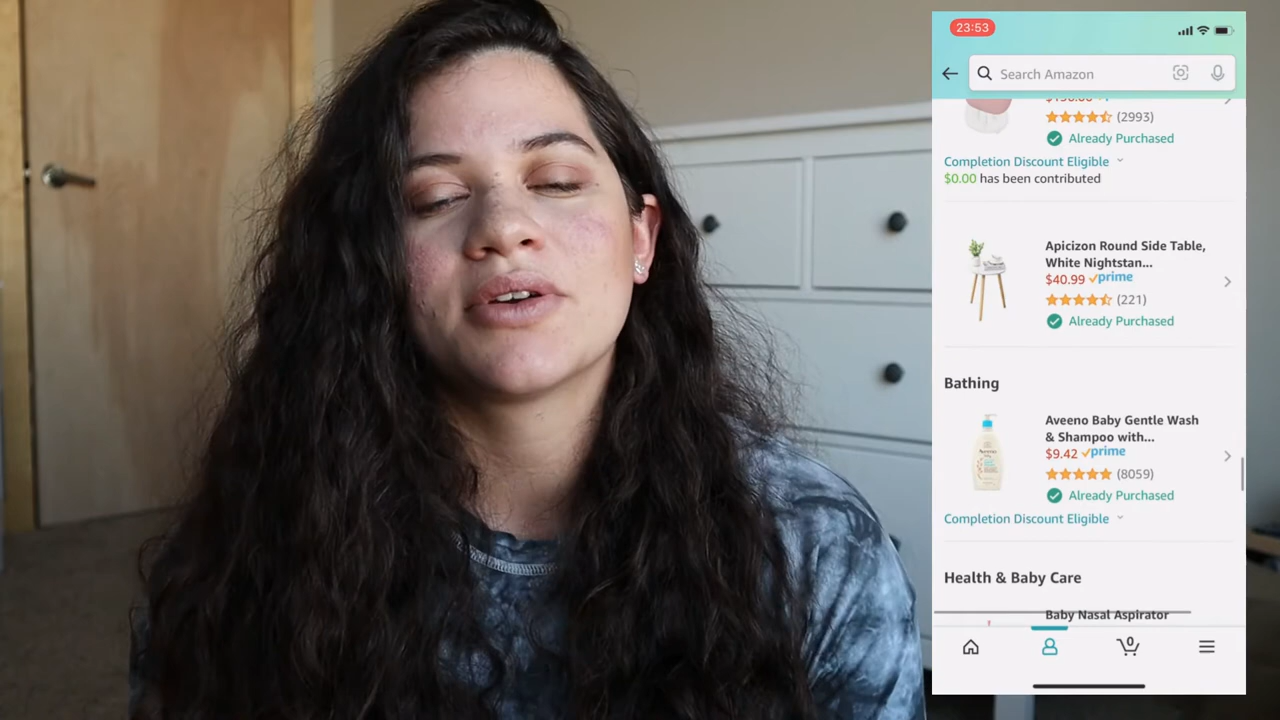 23:53
Search Amazon
(2993)
Already Purchased
Completion Discount Eligible
$0.00 has been contributed
Apicizon Round Side Table,
White Nightstan...
$40.99 prime
(221)
Already Purchased
Bathing
Aveeno Baby Gentle Wash
& Shampoo with...
$9.42 prime
(8059)
Already Purchased
Completion Discount Eligible
Health & Baby Care
Baby Nasal Aspirator
0